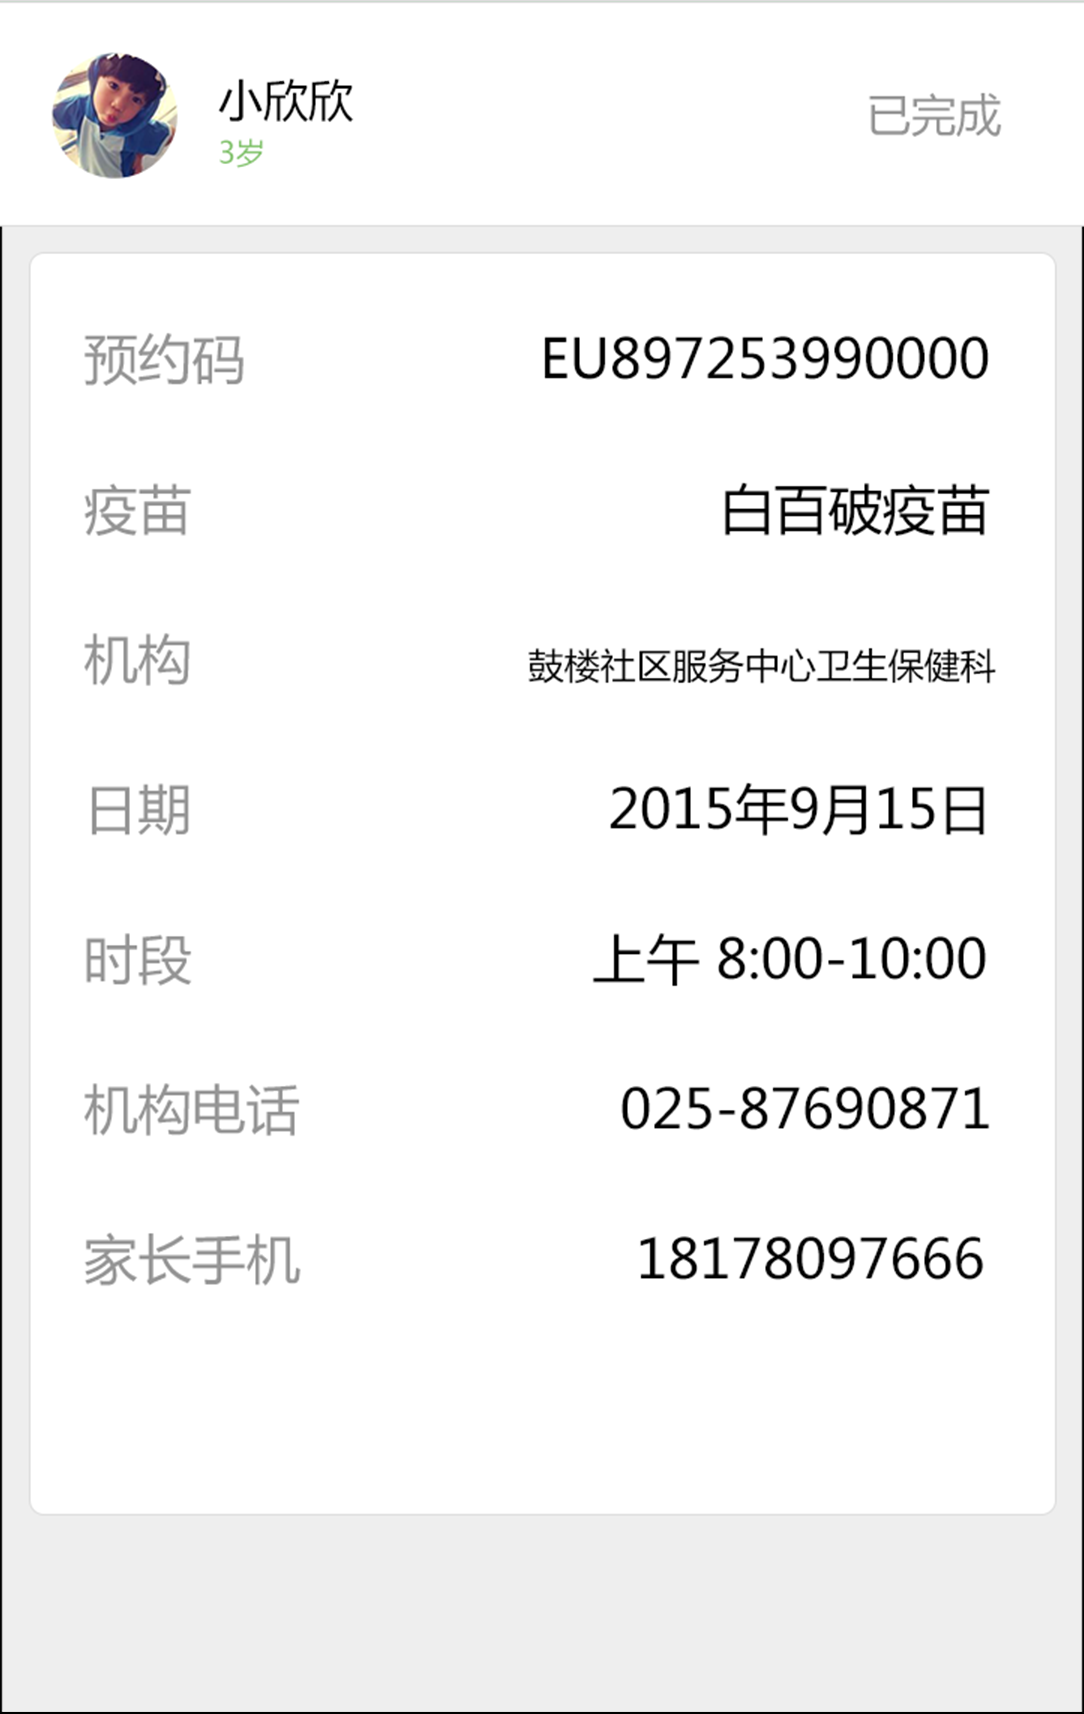 小欣欣
3岁
已完成
预约码 EU897253990000
疫苗 白百破疫苗
机构 鼓楼社区服务中心卫生保健科
日期 2015年9月15日
时段 上午 8:00-10:00
机构电话 025-87690871
家长手机 18178097666